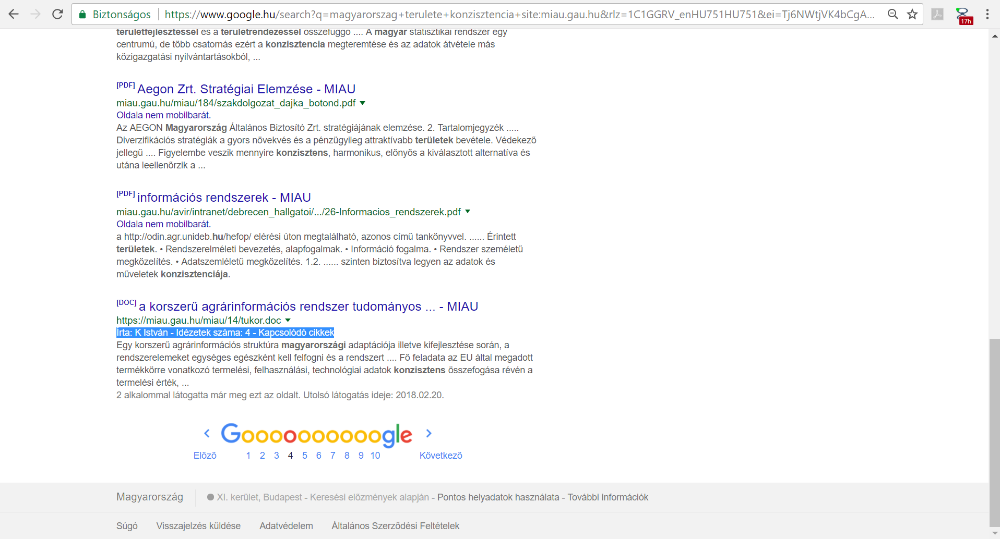 Biztonságos
https://www.google.hu/search?q=magyarorszag+terulete+konzisztencia+site:miau.gau.hu&rlz=1C1GGRV_enHU751HU751&ei=Tj6NWtjVK4bCgA...
17h
területfejlesztéssel és a területrendezéssel összefüggő .... A magyar statisztikai rendszer egy
centrumú, de több csatornás ezért a konzisztencia megteremtése és az adatok átvétele más
közigazgatási nyilvántartásokból, ...
[PDF] Aegon Zrt. Stratégiai Elemzése - MIAU
miau.gau.hu/miau/184/szakdolgozat_dajka_botond.pdf
Oldala nem mobilbarát.
Az AEGON Magyarország Általános Biztosító Zrt. stratégiájának elemzése. 2. Tartalomjegyzék .....
Diverzifikációs stratégiák a gyors növekvés és a pénzügyileg attraktívabb területek bevétele. Védekező
jellegű .... Figyelembe veszik mennyire konzisztens, harmonikus, előnyős a kiválasztott alternatíva és
utána leellenőrzik a ...
[PDF] információs rendszerek - MIAU
miau.gau.hu/avir/intranet/debrecen_hallgatoi/.../26-Informacios_rendszerek.pdf
Oldala nem mobilbarát.
a http://odin.agr.unideb.hu/hefop/ elérési úton megtalálható, azonos című tankönyvvel. ...... Érintett
területek. • Rendszerelméleti bevezetés, alapfogalmak. • Információ fogalma. • Rendszer személetű
megközelítés. • Adatszemléletű megközelítés. 1.2. ...... szinten biztosítva legyen az adatok és
műveletek konzisztenciája.
[DOC] a korszerű agrárinformációs rendszer tudományos ... - MIAU
https://miau.gau.hu/miau/14/tukor.doc
Írta: K István - Idézetek száma: 4 - Kapcsolódó cikkek
Egy korszerű agrárinformációs struktúra magyarországi adaptációja illetve kifejlesztése során, a
rendszerelemeket egységes egészként kell felfogni és a rendszert .... Fő feladata az EU által megadott
termékkörre vonatkozó termelési, felhasználási, technológiai adatok konzisztens összefogása révén a
termelési érték, ...
2 alkalommal látogatta már meg ezt az oldalt. Utolsó látogatás ideje: 2018.02.20.
Goooooooooogle
Előző 1 2 3 4 5 6 7 8 9 10 Következő
Magyarország XI. kerület, Budapest - Keresési előzmények alapján - Pontos helyadatok használata - További információk
Súgó Visszajelzés küldése Adatvédelem Általános Szerződési Feltételek